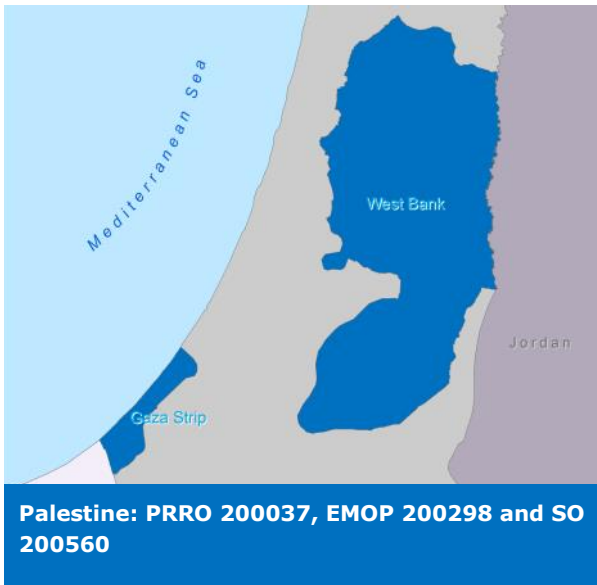 Mediterranean Sea
West Bank
Jordan
Gaza Strip
Palestine: PRRO 200037, EMOP 200298 and SO
200560